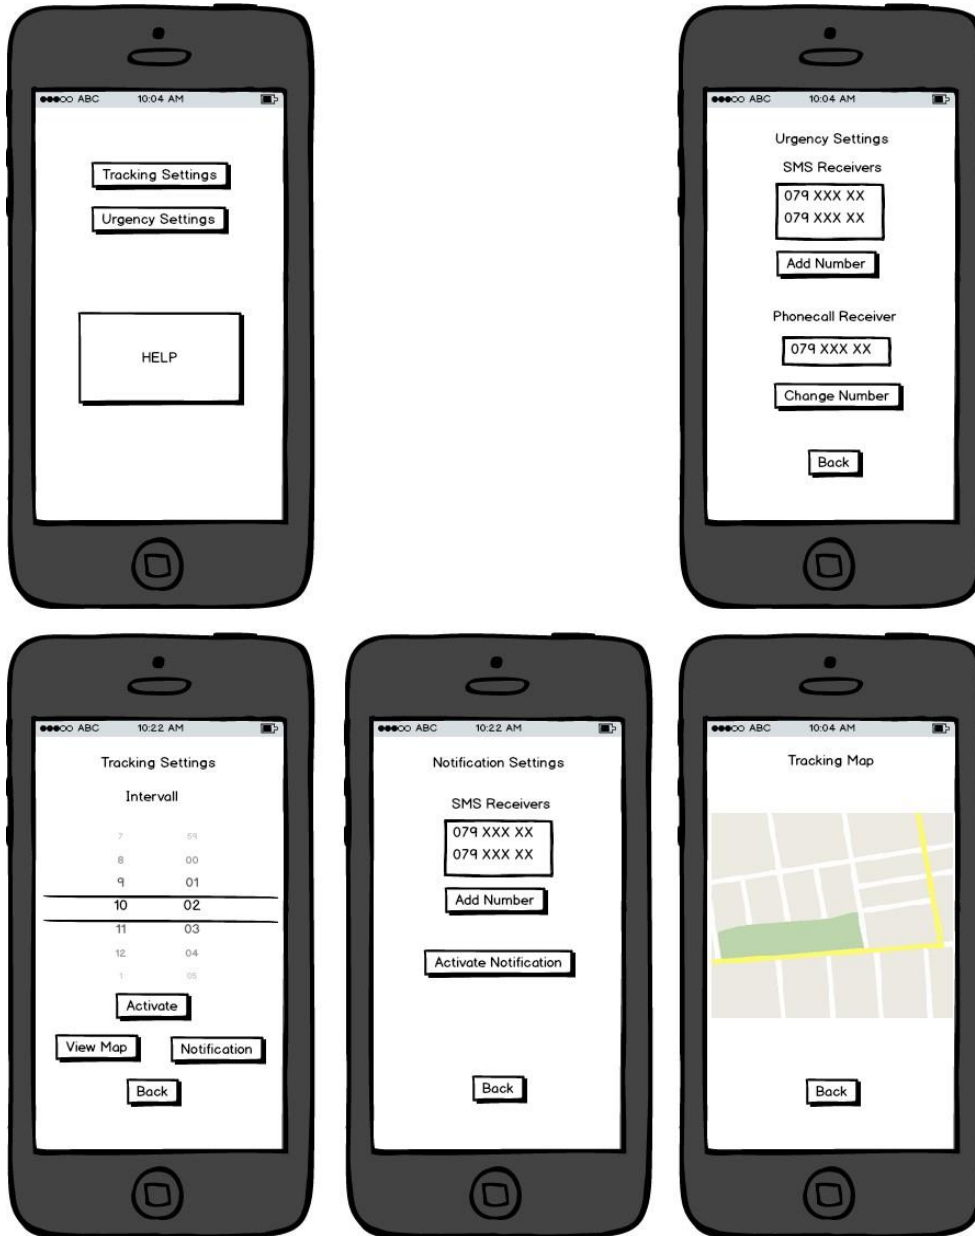 ABC 10:04 AM
Tracking Settings
Urgency Settings
HELP
ABC 10:04 AM
Urgency Settings
SMS Receivers
079 XXX XX
079 XXX XX
Add Number
Phonecall Receiver
079 XXX XX
Change Number
Back
ABC 10:22 AM
Tracking Settings
Intervall
7 59
8 00
9 01
10 02
11 03
12 04
1 05
Activate
View Map Notification
Back
ABC 10:22 AM
Notification Settings
SMS Receivers
079 XXX XX
079 XXX XX
Add Number
Activate Notification
Back
ABC 10:04 AM
Tracking Map
Back